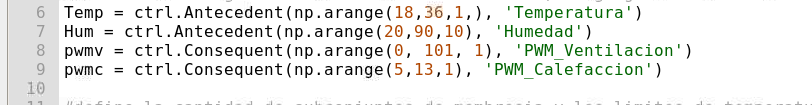 6 Temp = ctrl.Antecedent(np.arange(18,36,1,), 'Temperatura')
7 Hum = ctrl.Antecedent(np.arange(20,90,10), 'Humedad')
8 pwmv = ctrl.Consequent(np.arange(0, 101, 1), 'PWM_Ventilacion')
9 pwmc = ctrl.Consequent(np.arange(5,13,1), 'PWM_Calefaccion')
10